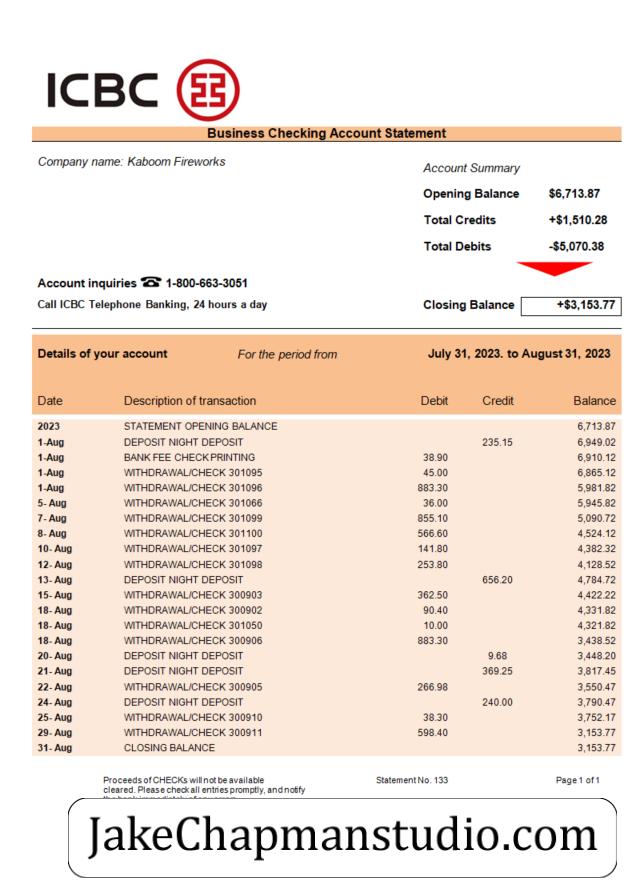 ICBC
Business Checking Account Statement
Company name: Kaboom Fireworks
Account Summary
Opening Balance $6,713.87
Total Credits +$1,510.28
Total Debits -$5,070.38
Account inquiries ☎ 1-800-663-3051
Call ICBC Telephone Banking, 24 hours a day
Closing Balance +$3,153.77
Details of your account For the period from July 31, 2023. to August 31, 2023
Date Description of transaction Debit Credit Balance
2023 STATEMENT OPENING BALANCE 6,713.87
1-Aug DEPOSIT NIGHT DEPOSIT 235.15 6,949.02
1-Aug BANK FEE CHECK PRINTING 38.90 6,910.12
1-Aug WITHDRAWAL/CHECK 301095 45.00 6,865.12
1-Aug WITHDRAWAL/CHECK 301096 883.30 5,981.82
5- Aug WITHDRAWAL/CHECK 301066 36.00 5,945.82
7- Aug WITHDRAWAL/CHECK 301099 855.10 5,090.72
8- Aug WITHDRAWAL/CHECK 301100 566.60 4,524.12
10- Aug WITHDRAWAL/CHECK 301097 141.80 4,382.32
12- Aug WITHDRAWAL/CHECK 301098 253.80 4,128.52
13- Aug DEPOSIT NIGHT DEPOSIT 656.20 4,784.72
15- Aug WITHDRAWAL/CHECK 300903 362.50 4,422.22
18- Aug WITHDRAWAL/CHECK 300902 90.40 4,331.82
18- Aug WITHDRAWAL/CHECK 301050 10.00 4,321.82
18- Aug WITHDRAWAL/CHECK 300906 883.30 3,438.52
20- Aug DEPOSIT NIGHT DEPOSIT 9.68 3,448.20
21- Aug DEPOSIT NIGHT DEPOSIT 369.25 3,817.45
22- Aug WITHDRAWAL/CHECK 300905 266.98 3,550.47
24- Aug DEPOSIT NIGHT DEPOSIT 240.00 3,790.47
25- Aug WITHDRAWAL/CHECK 300910 38.30 3,752.17
29- Aug WITHDRAWAL/CHECK 300911 598.40 3,153.77
31- Aug CLOSING BALANCE 3,153.77
Proceeds of CHECKs will not be available Statement No. 133 Page 1 of 1
cleared. Please check all entries promptly, and notify
JakeChapmanstudio.com